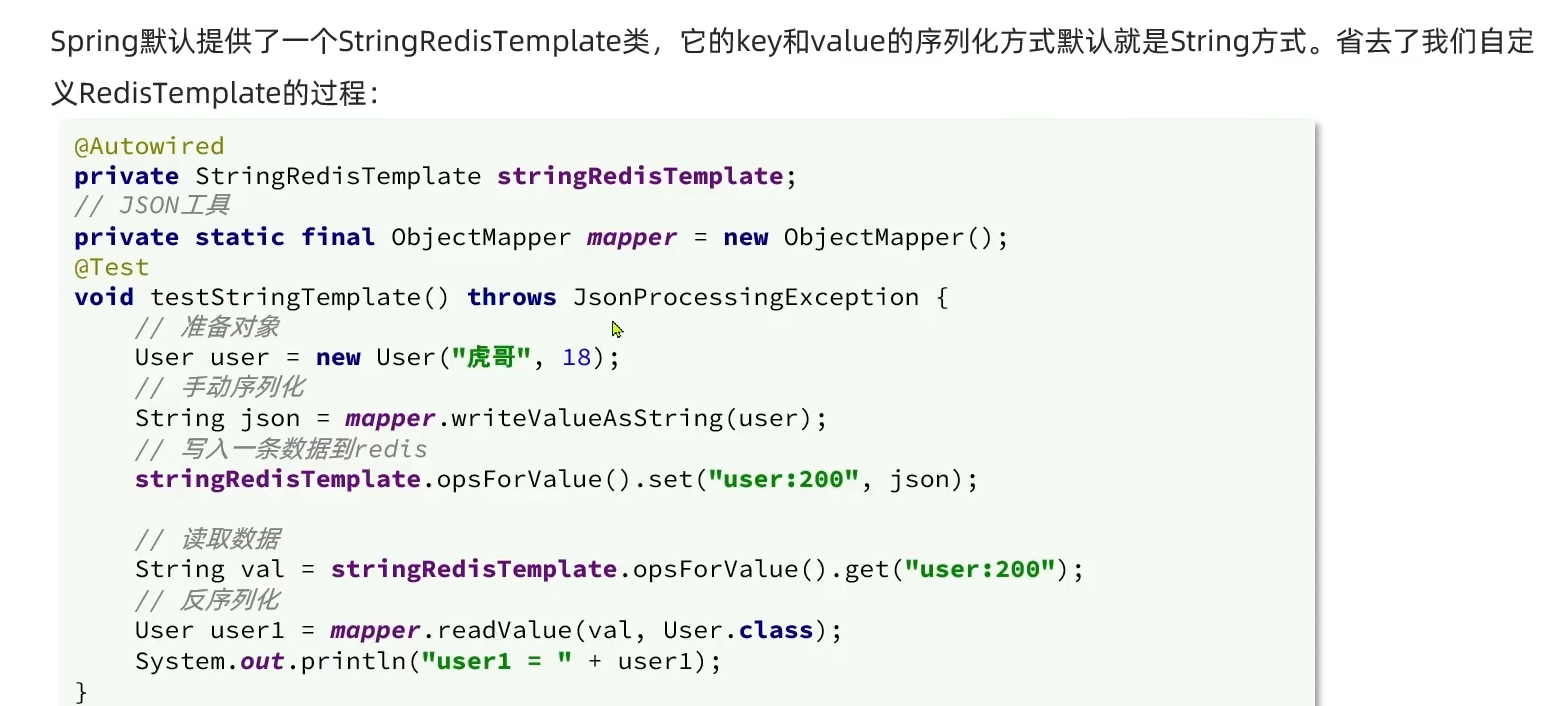 Spring默认提供了一个StringRedisTemplate类，它的key和value的序列化方式默认就是String方式。省去了我们自定
义RedisTemplate的过程：
@Autowired
private StringRedisTemplate stringRedisTemplate;
// JSON工具
private static final ObjectMapper mapper = new ObjectMapper();
@Test
void testStringTemplate() throws JsonProcessingException {
    // 准备对象
    User user = new User("虎哥", 18);
    // 手动序列化
    String json = mapper.writeValueAsString(user);
    // 写入一条数据到redis
    stringRedisTemplate.opsForValue().set("user:200", json);

    // 读取数据
    String val = stringRedisTemplate.opsForValue().get("user:200");
    // 反序列化
    User user1 = mapper.readValue(val, User.class);
    System.out.println("user1 = " + user1);
}